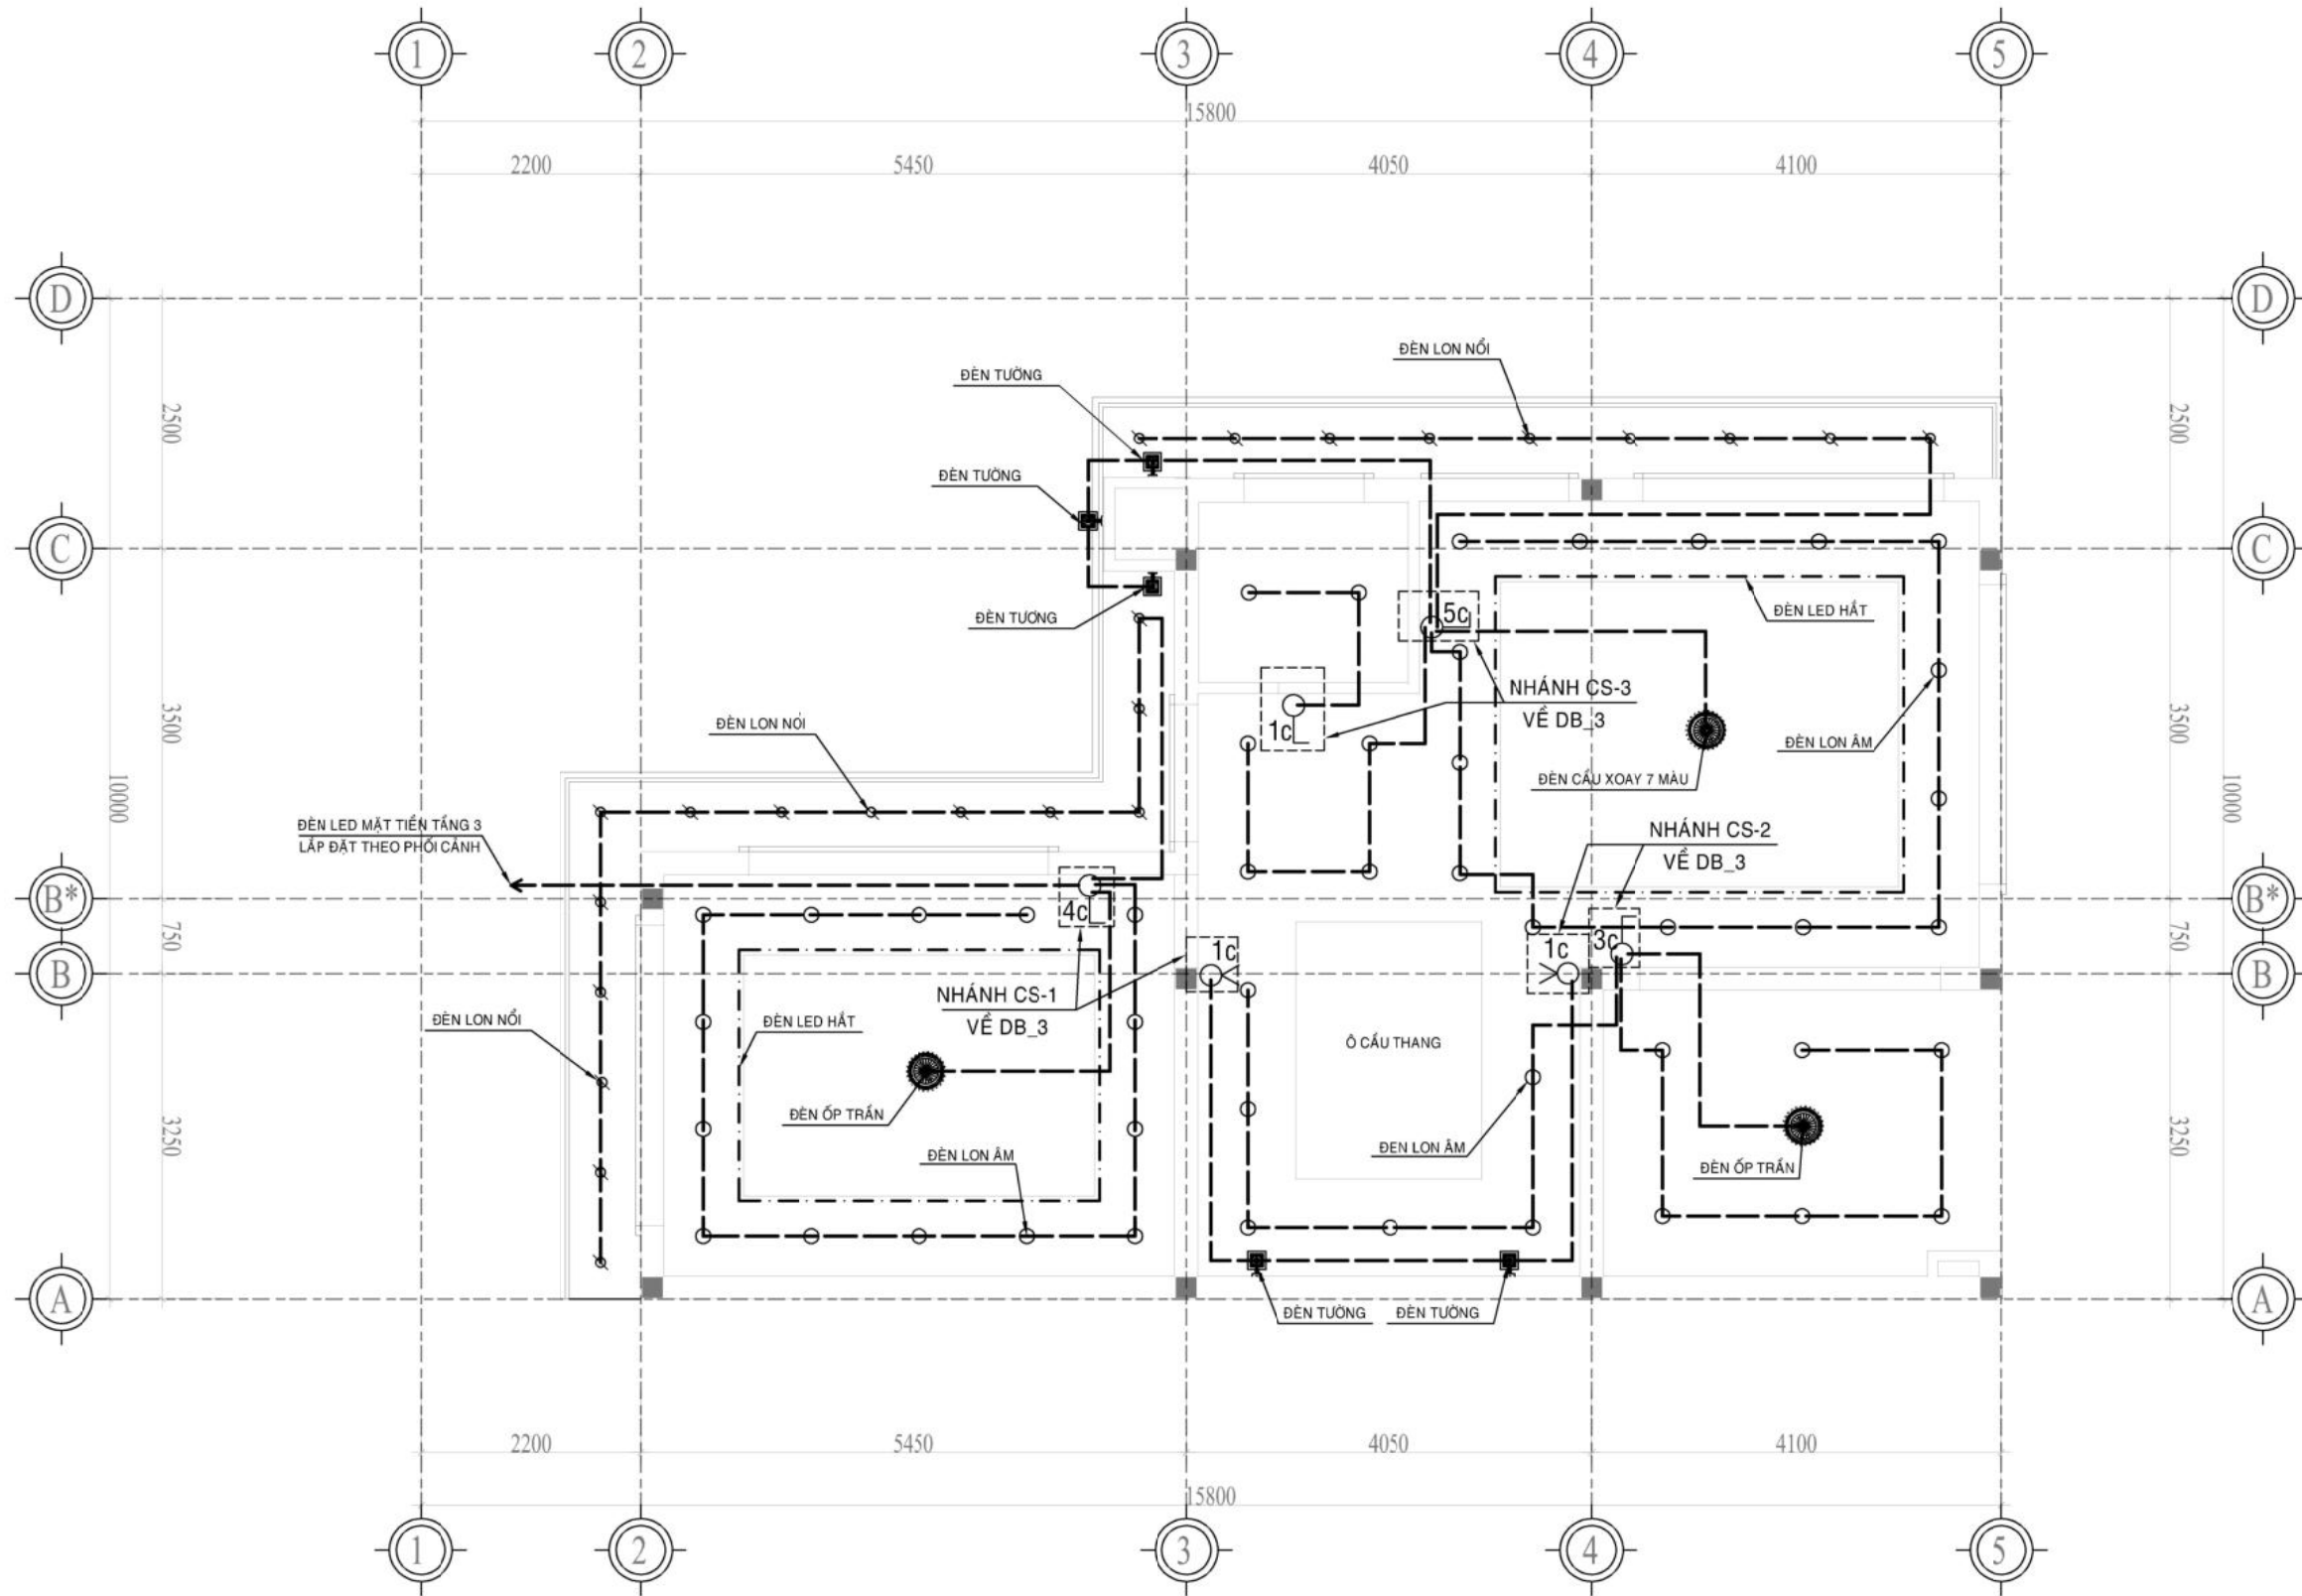 1 2 3 4 5
15800
2200 5450 4050 4100
D D
ĐÈN LON NỔI
ĐÈN TƯỜNG
2500 2500
ĐÈN TƯỜNG
C C
ĐÈN TƯƠNG
5c
ĐÈN LED HẮT
NHÁNH CS-3
VỀ DB_3
1c
3500 3500
ĐÈN LON NỔI
ĐÈN LON ÂM
ĐÈN CẦU XOAY 7 MÀU
10000 10000
ĐÈN LED MẶT TIỀN TẦNG 3
LẮP ĐẶT THEO PHỐI CẢNH
NHÁNH CS-2
VỀ DB_3
B* B*
4c
750 750
1c 1c 3c
B B
NHÁNH CS-1
VỀ DB_3
ĐÈN LON NỔI
ĐÈN LED HẮT
Ô CẦU THANG
ĐÈN ỐP TRẦN
3250 3250
ĐEN LON ÂM
ĐÈN LON ÂM
ĐÈN ỐP TRẦN
A A
ĐÈN TƯỜNG ĐÈN TƯỜNG
2200 5450 4050 4100
15800
1 2 3 4 5